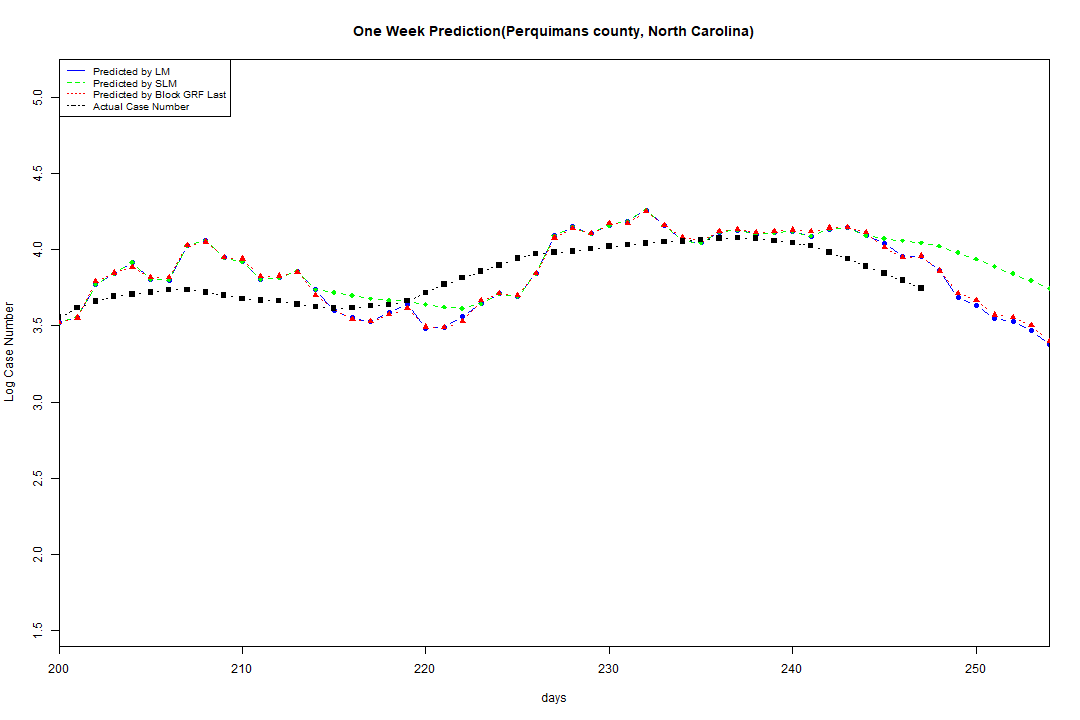 One Week Prediction(Perquimans county, North Carolina)
Predicted by LM
Predicted by SLM
Predicted by Block GRF Last
Actual Case Number
5.0
4.5
4.0
3.5
3.0
2.5
2.0
1.5
Log Case Number
200 210 220 230 240 250
days